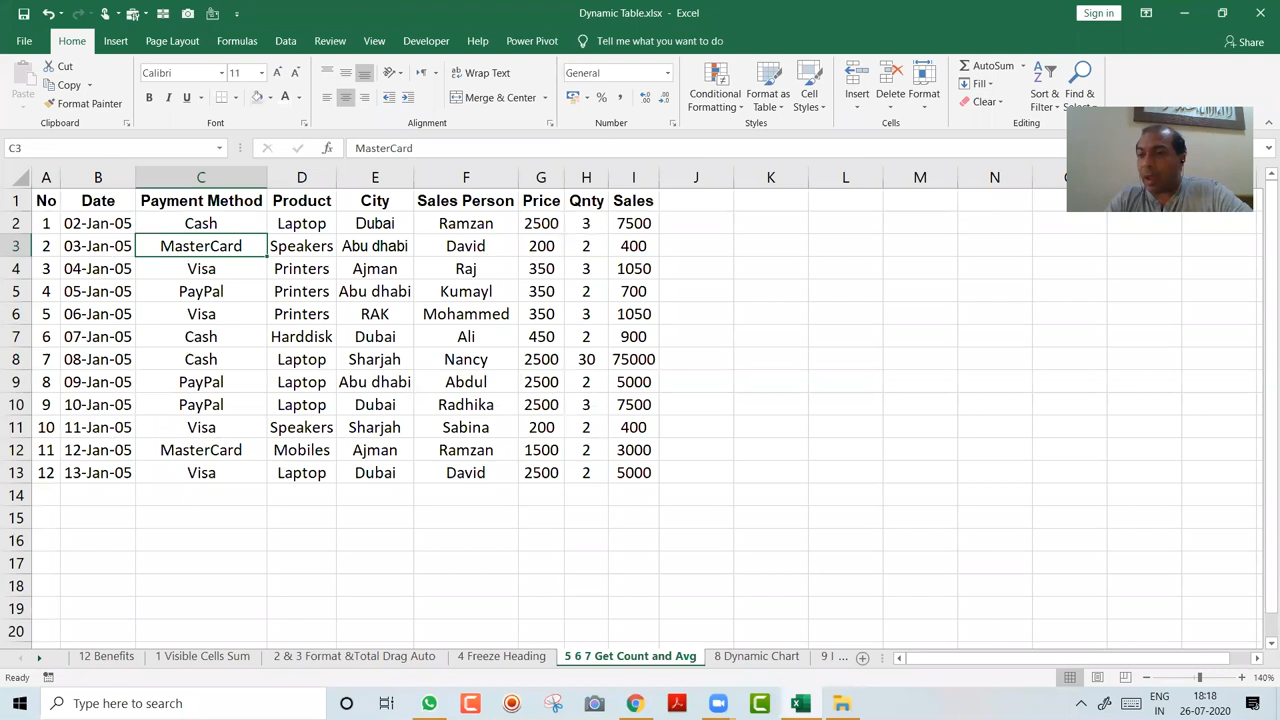 Dynamic Table.xlsx - Excel
Sign in
File Home Insert Page Layout Formulas Data Review View Developer Help Power Pivot Tell me what you want to do Share
Paste Cut Copy Format Painter Clipboard
Calibri 11 B I U A Font
Wrap Text Merge & Center Alignment
General % Number
Conditional Formatting Format as Table Cell Styles Styles
Insert Delete Format Cells
AutoSum Fill Clear Sort & Filter Find & Select Editing
C3 fx MasterCard
A B C D E F G H I J K L M N
1 No Date Payment Method Product City Sales Person Price Qnty Sales
2 1 02-Jan-05 Cash Laptop Dubai Ramzan 2500 3 7500
3 2 03-Jan-05 MasterCard Speakers Abu dhabi David 200 2 400
4 3 04-Jan-05 Visa Printers Ajman Raj 350 3 1050
5 4 05-Jan-05 PayPal Printers Abu dhabi Kumayl 350 2 700
6 5 06-Jan-05 Visa Printers RAK Mohammed 350 3 1050
7 6 07-Jan-05 Cash Harddisk Dubai Ali 450 2 900
8 7 08-Jan-05 Cash Laptop Sharjah Nancy 2500 30 75000
9 8 09-Jan-05 PayPal Laptop Abu dhabi Abdul 2500 2 5000
10 9 10-Jan-05 PayPal Laptop Dubai Radhika 2500 3 7500
11 10 11-Jan-05 Visa Speakers Sharjah Sabina 200 2 400
12 11 12-Jan-05 MasterCard Mobiles Ajman Ramzan 1500 2 3000
13 12 13-Jan-05 Visa Laptop Dubai David 2500 2 5000
14
15
16
17
18
19
20
12 Benefits 1 Visible Cells Sum 2 & 3 Format &Total Drag Auto 4 Freeze Heading 5 6 7 Get Count and Avg 8 Dynamic Chart 9 I ...
Ready 140%
Type here to search ENG IN 18:18 26-07-2020